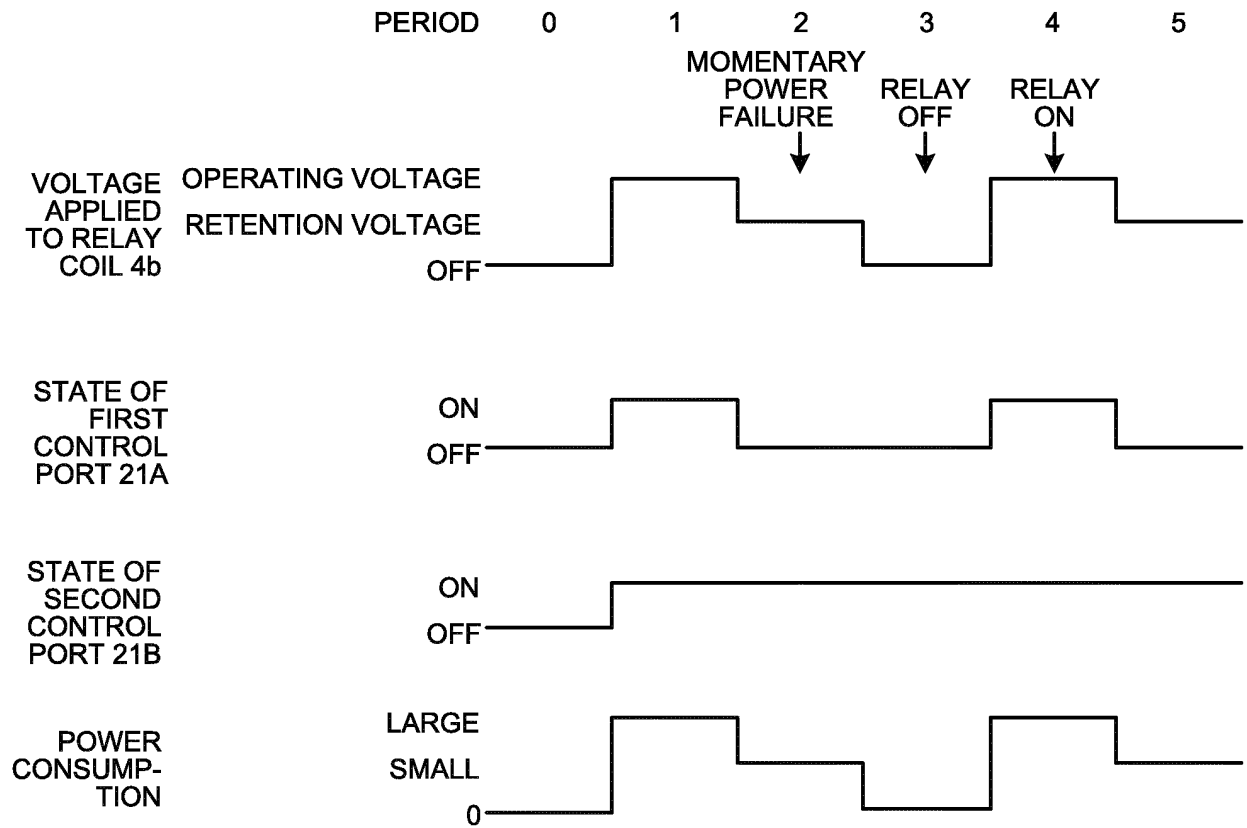 PERIOD 0 1 2 3 4 5
MOMENTARY
POWER
FAILURE
RELAY
OFF
RELAY
ON
VOLTAGE
APPLIED
TO RELAY
COIL 4b
OPERATING VOLTAGE
RETENTION VOLTAGE
OFF
STATE OF
FIRST
CONTROL
PORT 21A
ON
OFF
STATE OF
SECOND
CONTROL
PORT 21B
ON
OFF
POWER
CONSUMP-
TION
LARGE
SMALL
0